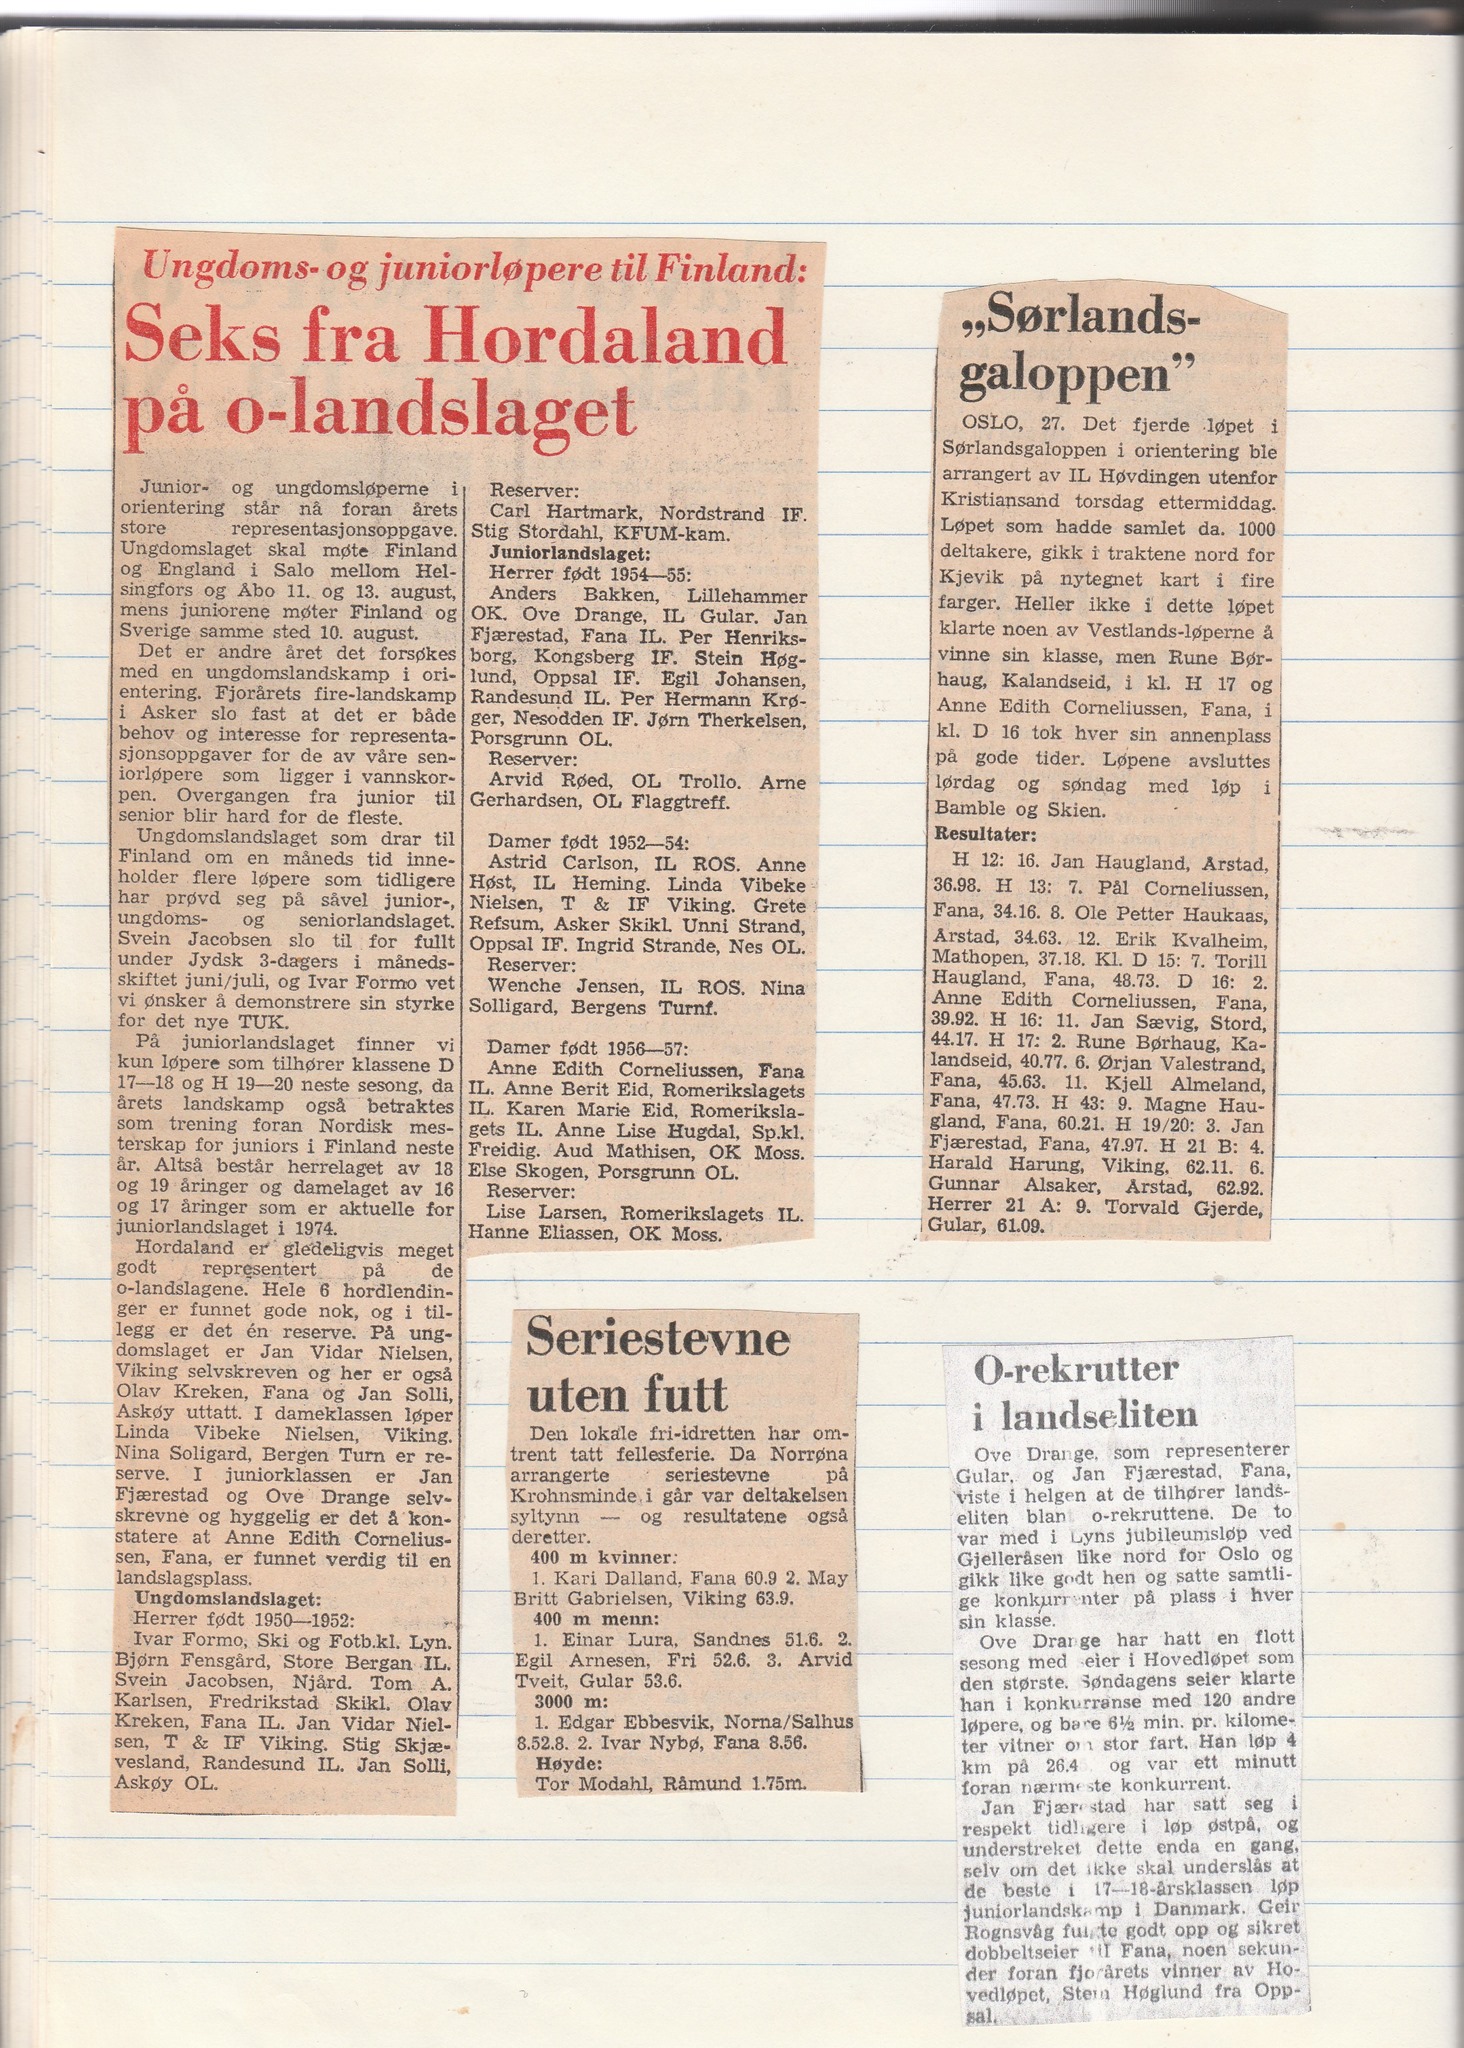 Ungdoms- og juniorløpere til Finland:
Seks fra Hordaland
på o-landslaget
Junior- og ungdomsløperne i
orientering står nå foran årets
store representasjonsoppgave.
Ungdomslaget skal møte Finland
og England i Salo mellom Hel-
singfors og Åbo 11. og 13. august,
mens juniorene møter Finland og
Sverige samme sted 10. august.
Det er andre året det forsøkes
med en ungdomslandskamp i ori-
entering. Fjorårets fire-landskamp
i Asker slo fast at det er både
behov og interesse for representa-
sjonsoppgaver for de av våre sen-
iorløpere som ligger i vannskor-
pen. Overgangen fra junior til
senior blir hard for de fleste.
Ungdomslandslaget som drar til
Finland om en måneds tid inne-
holder flere løpere som tidligere
har prøvd seg på såvel junior-,
ungdoms- og seniorlandslaget.
Svein Jacobsen slo til for fullt
under Jydsk 3-dagers i måneds-
skiftet juni/juli, og Ivar Formo vet
vi ønsker å demonstrere sin styrke
for det nye TUK.
På juniorlandslaget finner vi
kun løpere som tilhører klassene D
17—18 og H 19—20 neste sesong, da
årets landskamp også betraktes
som trening foran Nordisk mes-
terskap for juniors i Finland neste
år. Altså består herrelaget av 18
og 19 åringer og damelaget av 16
og 17 åringer som er aktuelle for
juniorlandslaget i 1974.
Hordaland er gledeligvis meget
godt representert på de
o-landslagene. Hele 6 hordlendin-
ger er funnet gode nok, og i til-
legg er det én reserve. På ung-
domslaget er Jan Vidar Nielsen,
Viking selvskreven og her er også
Olav Kreken, Fana og Jan Solli,
Askøy uttatt. I dameklassen løper
Linda Vibeke Nielsen, Viking.
Nina Soligard, Bergen Turn er re-
serve. I juniorklassen er Jan
Fjærestad og Ove Drange selv-
skrevne og hyggelig er det å kon-
statere at Anne Edith Cornelius-
sen, Fana, er funnet verdig til en
landslagsplass.
Ungdomslandslaget:
Herrer født 1950—1952:
Ivar Formo, Ski og Fotb.kl. Lyn.
Bjørn Fensgård, Store Bergan IL.
Svein Jacobsen, Njård. Tom A.
Karlsen, Fredrikstad Skikl. Olav
Kreken, Fana IL. Jan Vidar Niel-
sen, T & IF Viking. Stig Skjæ-
vesland, Randesund IL. Jan Solli,
Askøy OL.
Reserver:
Carl Hartmark, Nordstrand IF.
Stig Stordahl, KFUM-kam.
Juniorlandslaget:
Herrer født 1954—55:
Anders Bakken, Lillehammer
OK. Ove Drange, IL Gular. Jan
Fjærestad, Fana IL. Per Henriks-
borg, Kongsberg IF. Stein Høg-
lund, Oppsal IF. Egil Johansen,
Randesund IL. Per Hermann Krø-
ger, Nesodden IF. Jørn Therkelsen,
Porsgrunn OL.
Reserver:
Arvid Røed, OL Trollo. Arne
Gerhardsen, OL Flaggtreff.
Damer født 1952—54:
Astrid Carlson, IL ROS. Anne
Høst, IL Heming. Linda Vibeke
Nielsen, T & IF Viking. Grete
Refsum, Asker Skikl. Unni Strand,
Oppsal IF. Ingrid Strande, Nes OL.
Reserver:
Wenche Jensen, IL ROS. Nina
Solligard, Bergens Turnf.
Damer født 1956—57:
Anne Edith Corneliussen, Fana
IL. Anne Berit Eid, Romerikslagets
IL. Karen Marie Eid, Romeriksla-
gets IL. Anne Lise Hugdal, Sp.kl.
Freidig. Aud Mathisen, OK Moss.
Else Skogen, Porsgrunn OL.
Reserver:
Lise Larsen, Romerikslagets IL.
Hanne Eliassen, OK Moss.
„Sørlands-
galoppen”
OSLO, 27. Det fjerde løpet i
Sørlandsgaloppen i orientering ble
arrangert av IL Høvdingen utenfor
Kristiansand torsdag ettermiddag.
Løpet som hadde samlet da. 1000
deltakere, gikk i traktene nord for
Kjevik på nytegnet kart i fire
farger. Heller ikke i dette løpet
klarte noen av Vestlands-løperne å
vinne sin klasse, men Rune Bør-
haug, Kalandseid, i kl. H 17 og
Anne Edith Corneliussen, Fana, i
kl. D 16 tok hver sin annenplass
på gode tider. Løpene avsluttes
lørdag og søndag med løp i
Bamble og Skien.
Resultater:
H 12: 16. Jan Haugland, Arstad,
36.98. H 13: 7. Pål Corneliussen,
Fana, 34.16. 8. Ole Petter Haukaas,
Årstad, 34.63. 12. Erik Kvalheim,
Mathopen, 37.18. Kl. D 15: 7. Torill
Haugland, Fana, 48.73. D 16: 2.
Anne Edith Corneliussen, Fana,
39.92. H 16: 11. Jan Sævig, Stord,
44.17. H 17: 2. Rune Børhaug, Ka-
landseid, 40.77. 6. Ørjan Valestrand,
Fana, 45.63. 11. Kjell Almeland,
Fana, 47.73. H 43: 9. Magne Hau-
gland, Fana, 60.21. H 19/20: 3. Jan
Fjærestad, Fana, 47.97. H 21 B: 4.
Harald Harung, Viking, 62.11. 6.
Gunnar Alsaker, Arstad, 62.92.
Herrer 21 A: 9. Torvald Gjerde,
Gular, 61.09.
Seriestevne
uten futt
Den lokale fri-idretten har om-
trent tatt fellesferie. Da Norrøna
arrangerte seriestevne på
Krohnsminde i går var deltakelsen
syltynn — og resultatene også
deretter.
400 m kvinner:
1. Kari Dalland, Fana 60.9 2. May
Britt Gabrielsen, Viking 63.9.
400 m menn:
1. Einar Lura, Sandnes 51.6. 2.
Egil Arnesen, Fri 52.6. 3. Arvid
Tveit, Gular 53.6.
3000 m:
1. Edgar Ebbesvik, Norna/Salhus
8.52.8. 2. Ivar Nybø, Fana 8.56.
Høyde:
Tor Modahl, Råmund 1.75m.
O-rekrutter
i landseliten
Ove Drange, som representerer
Gular, og Jan Fjærestad, Fana,
viste i helgen at de tilhører lands-
eliten blant o-rekruttene. De to
var med i Lyns jubileumsløp ved
Gjelleråsen like nord for Oslo og
gikk like godt hen og satte samtli-
ge konkurrenter på plass i hver
sin klasse.
Ove Drange har hatt en flott
sesong med seier i Hovedløpet som
den største. Søndagens seier klarte
han i konkurranse med 120 andre
løpere, og bare 6½ min. pr. kilome-
ter vitner om stor fart. Han løp 4
km på 26.4 og var ett minutt
foran nærmeste konkurrent.
Jan Fjærestad har satt seg i
respekt tidligere i løp østpå, og
understreket dette enda en gang,
selv om det ikke skal underslås at
de beste i 17—18-årsklassen løp
juniorlandskamp i Danmark. Geir
Rognsvåg fulgte godt opp og sikret
dobbeltseier til Fana, noen sekun-
der foran fjorårets vinner av Ho-
vedløpet, Stein Høglund fra Opp-
sal.